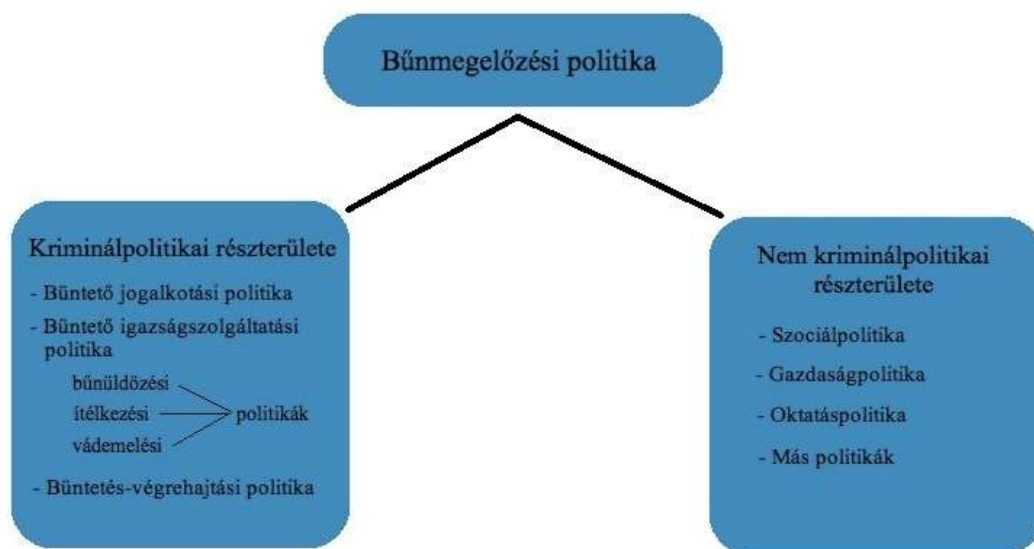 Bűnmegelőzési politika
Kriminálpolitikai részterülete
- Büntető jogalkotási politika
- Büntető igazságszolgáltatási
politika
bűnüldözési
ítélkezési politikák
vádemelési
- Büntetés-végrehajtási politika
Nem kriminálpolitikai
részterülete
- Szociálpolitika
- Gazdaságpolitika
- Oktatáspolitika
- Más politikák